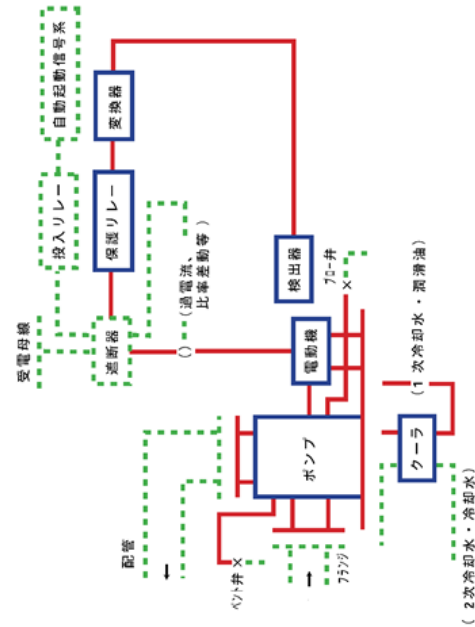 自動起動信号系
変換器
投入リレー
保護リレー
受電母線
遮断器
（過電流、
比率差動等）
検出器
ブロー弁
電動機
（1次冷却水・潤滑油）
ポンプ
クーラ
配管
ベント弁
フランジ
（2次冷却水・冷却水）